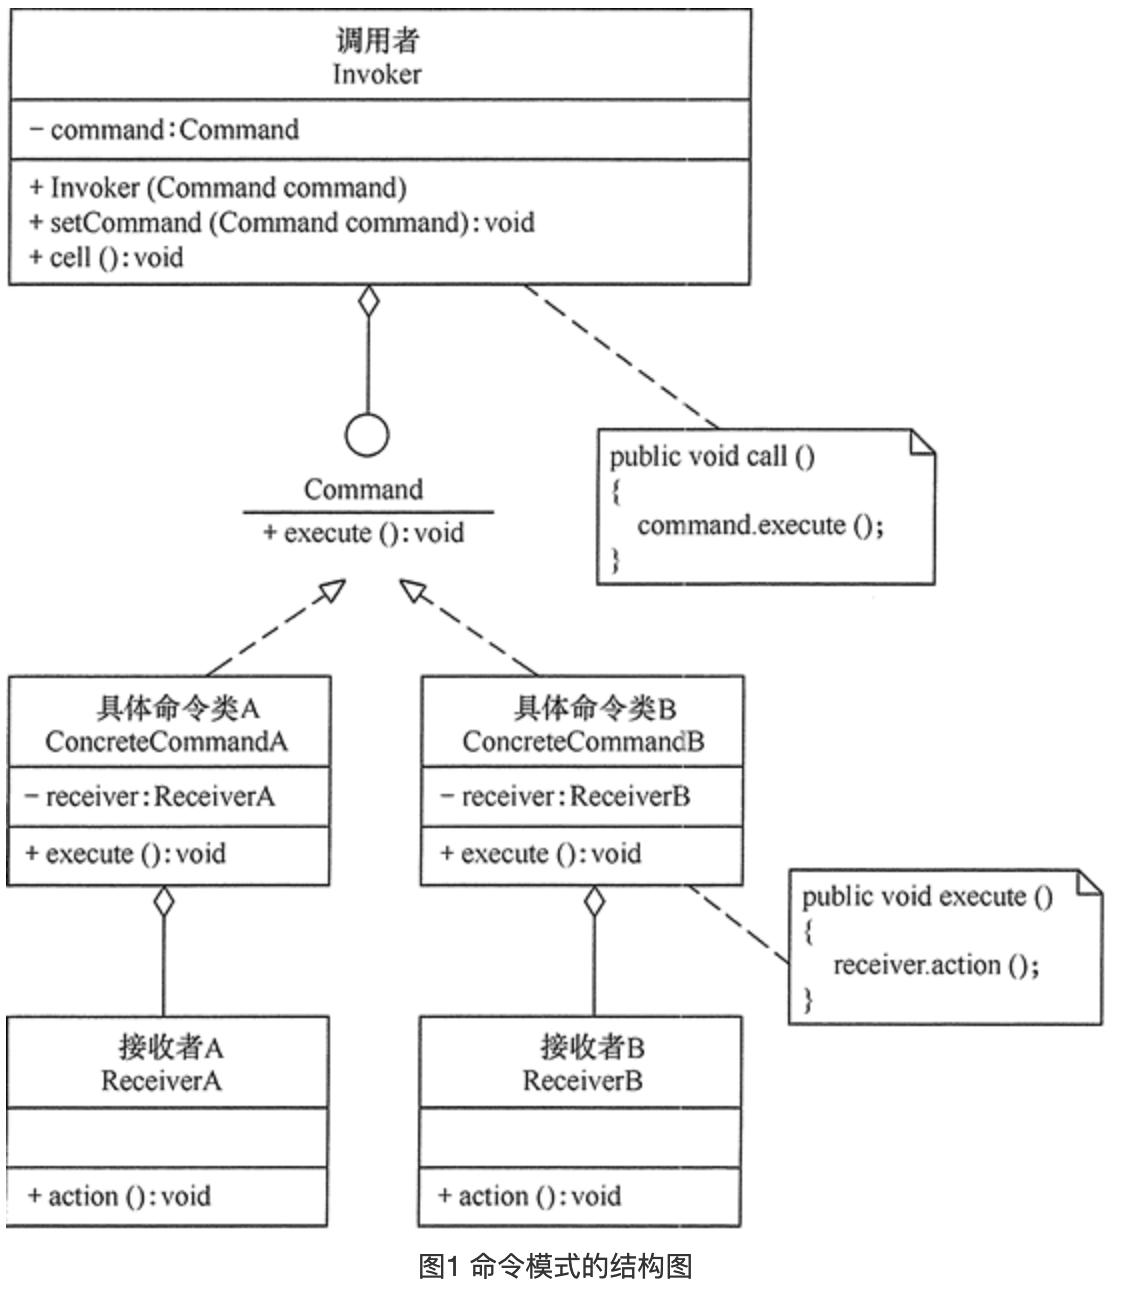 调用者
Invoker
- command:Command
+ Invoker (Command command)
+ setCommand (Command command):void
+ cell ():void
public void call ()
{
command.execute ();
}
Command
+ execute ():void
具体命令类A
ConcreteCommandA
- receiver:ReceiverA
+ execute ():void
具体命令类B
ConcreteCommandB
- receiver:ReceiverB
+ execute ():void
public void execute ()
{
receiver.action ();
}
接收者A
ReceiverA
+ action ():void
接收者B
ReceiverB
+ action ():void
图1 命令模式的结构图